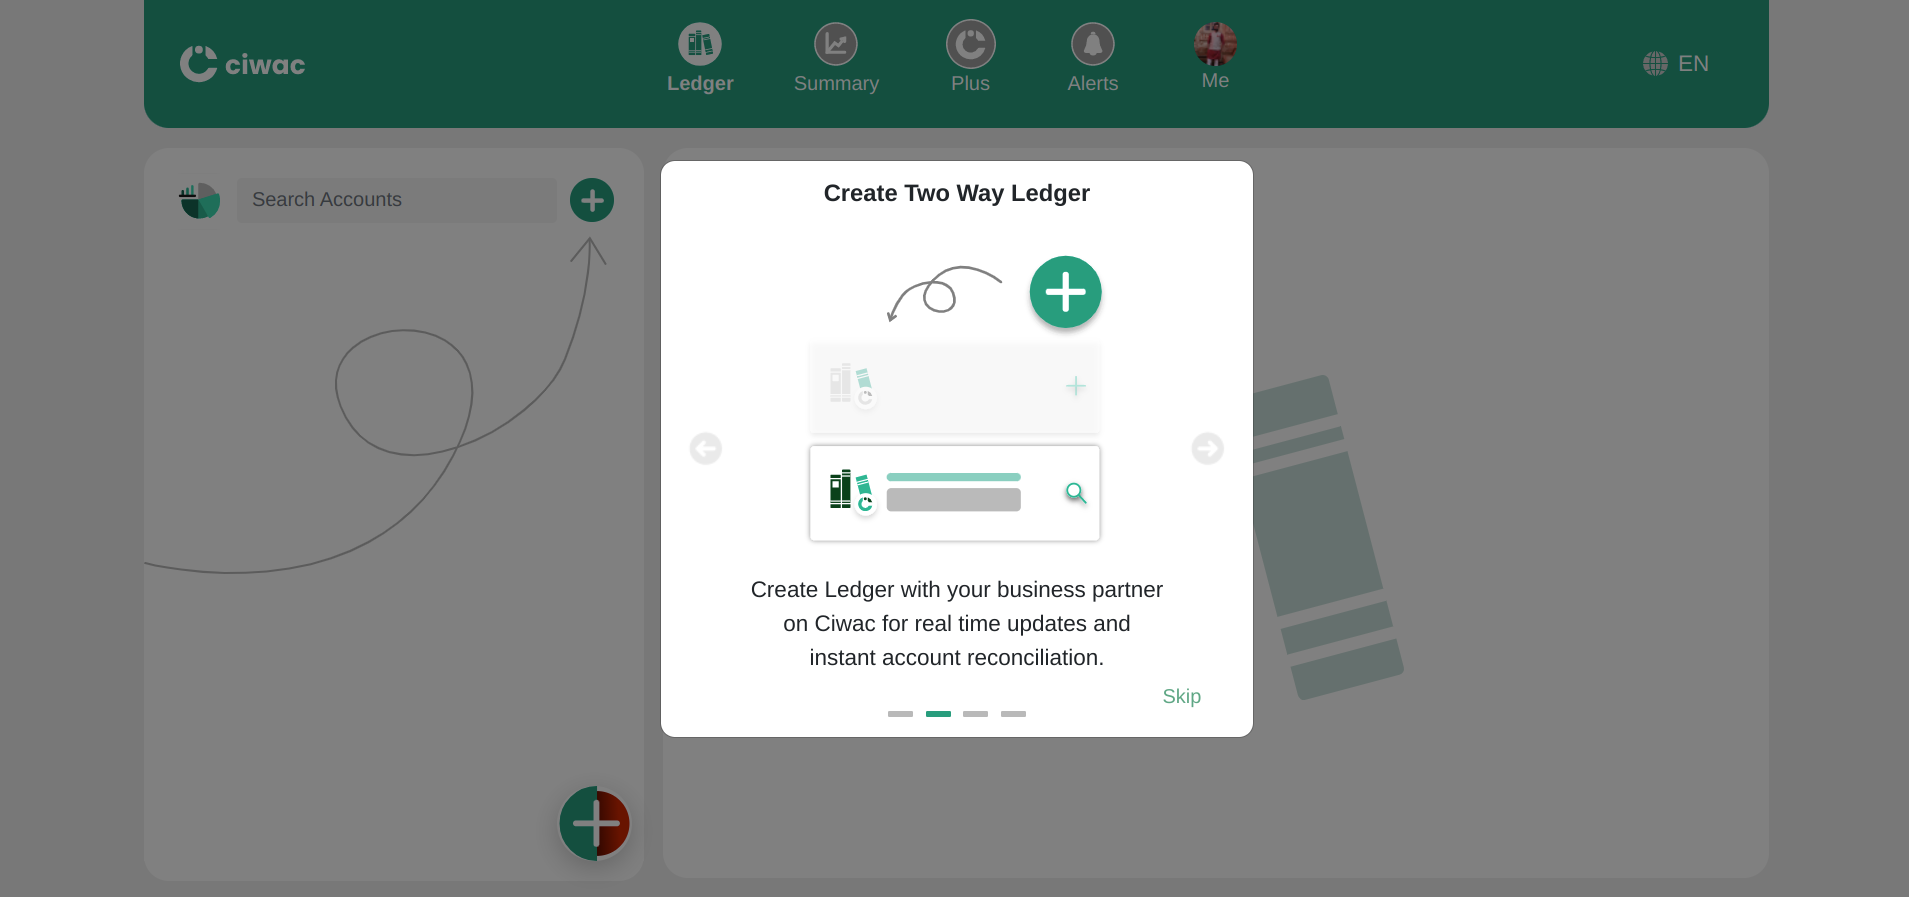 ciwac
Ledger
Summary
Plus
Alerts
Me
EN
Search Accounts
Create Two Way Ledger
Create Ledger with your business partner
on Ciwac for real time updates and
instant account reconciliation.
Skip